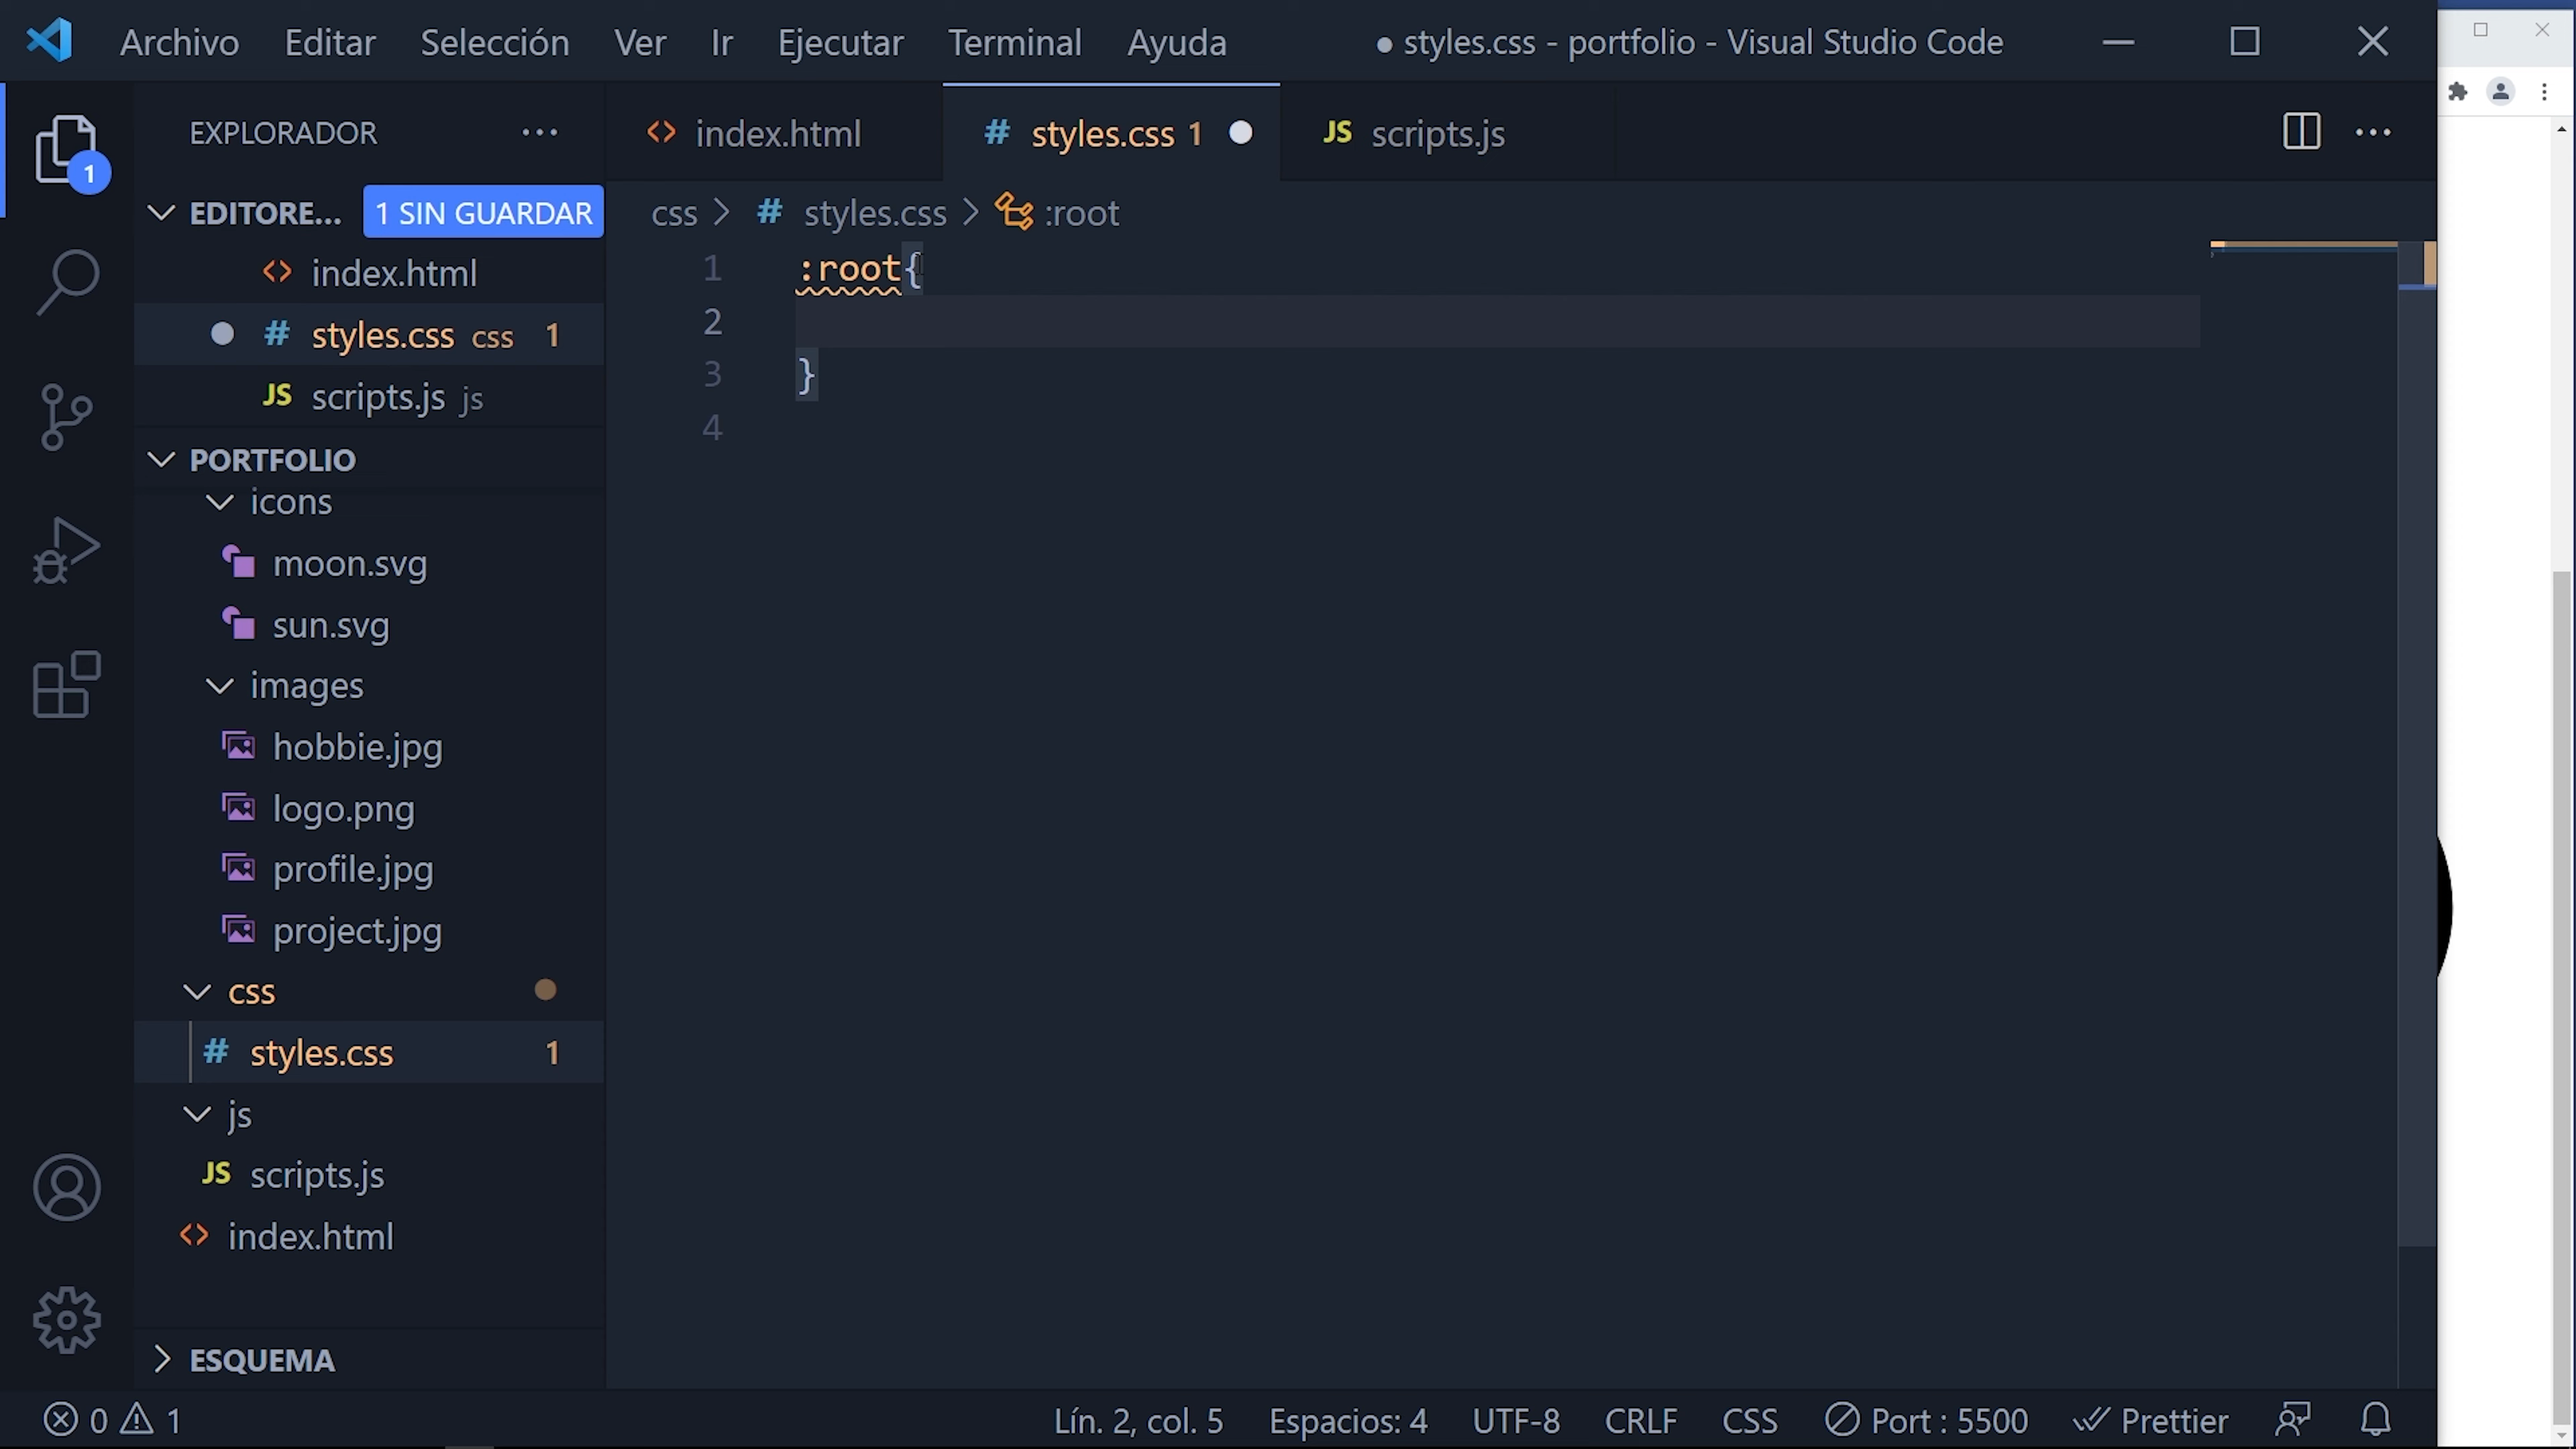 Archivo Editar Selección Ver Ir Ejecutar Terminal Ayuda ● styles.css - portfolio - Visual Studio Code
EXPLORADOR ···
<> index.html # styles.css 1 ● JS scripts.js
1
EDITORE... 1 SIN GUARDAR
<> index.html
● # styles.css css 1
JS scripts.js js
PORTFOLIO
icons
moon.svg
sun.svg
images
hobbie.jpg
logo.png
profile.jpg
project.jpg
css
# styles.css 1
js
JS scripts.js
<> index.html
ESQUEMA
css > # styles.css > :root
1 :root{
2
3 }
4
0 1 Lín. 2, col. 5 Espacios: 4 UTF-8 CRLF CSS Port : 5500 Prettier